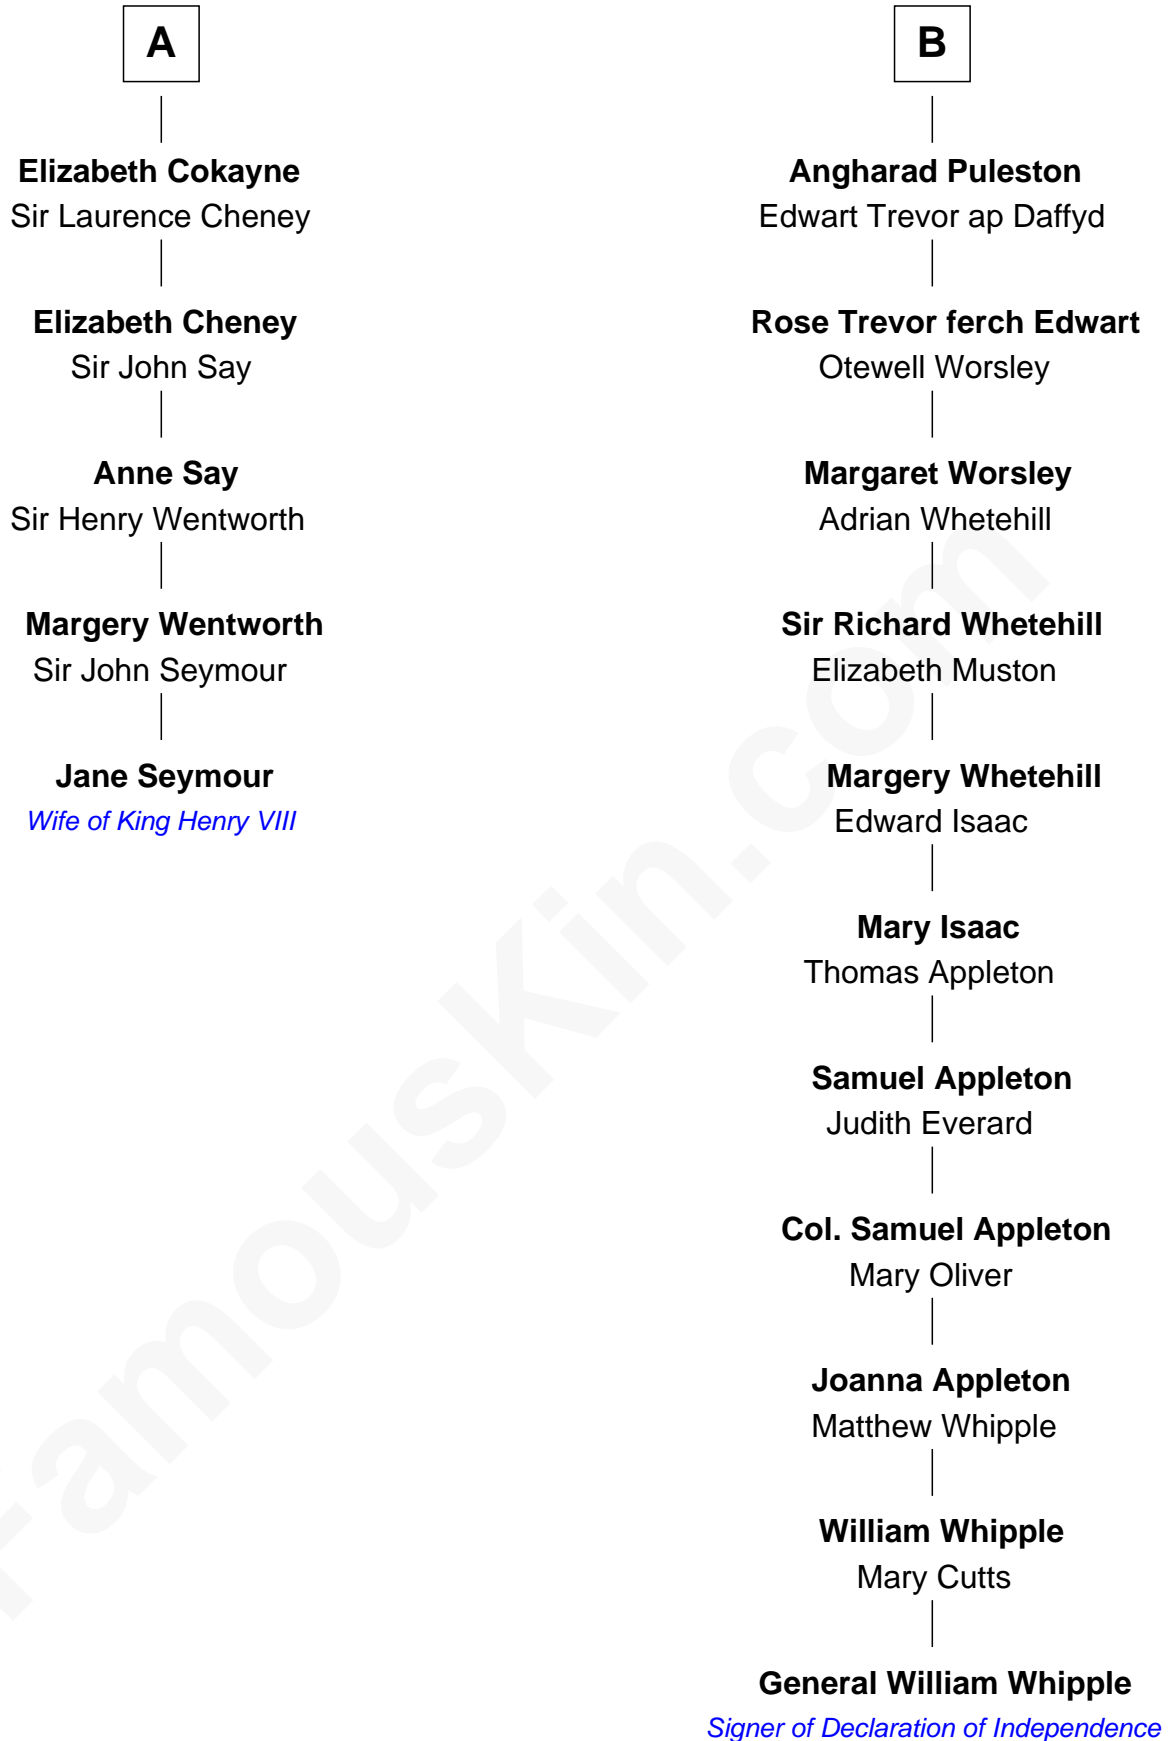 A
Elizabeth Cokayne
Sir Laurence Cheney
Elizabeth Cheney
Sir John Say
Anne Say
Sir Henry Wentworth
Margery Wentworth
Sir John Seymour
Jane Seymour
Wife of King Henry VIII
B
Angharad Puleston
Edwart Trevor ap Daffyd
Rose Trevor ferch Edwart
Otewell Worsley
Margaret Worsley
Adrian Whetehill
Sir Richard Whetehill
Elizabeth Muston
Margery Whetehill
Edward Isaac
Mary Isaac
Thomas Appleton
Samuel Appleton
Judith Everard
Col. Samuel Appleton
Mary Oliver
Joanna Appleton
Matthew Whipple
William Whipple
Mary Cutts
General William Whipple
Signer of Declaration of Independence
FamousKin.com